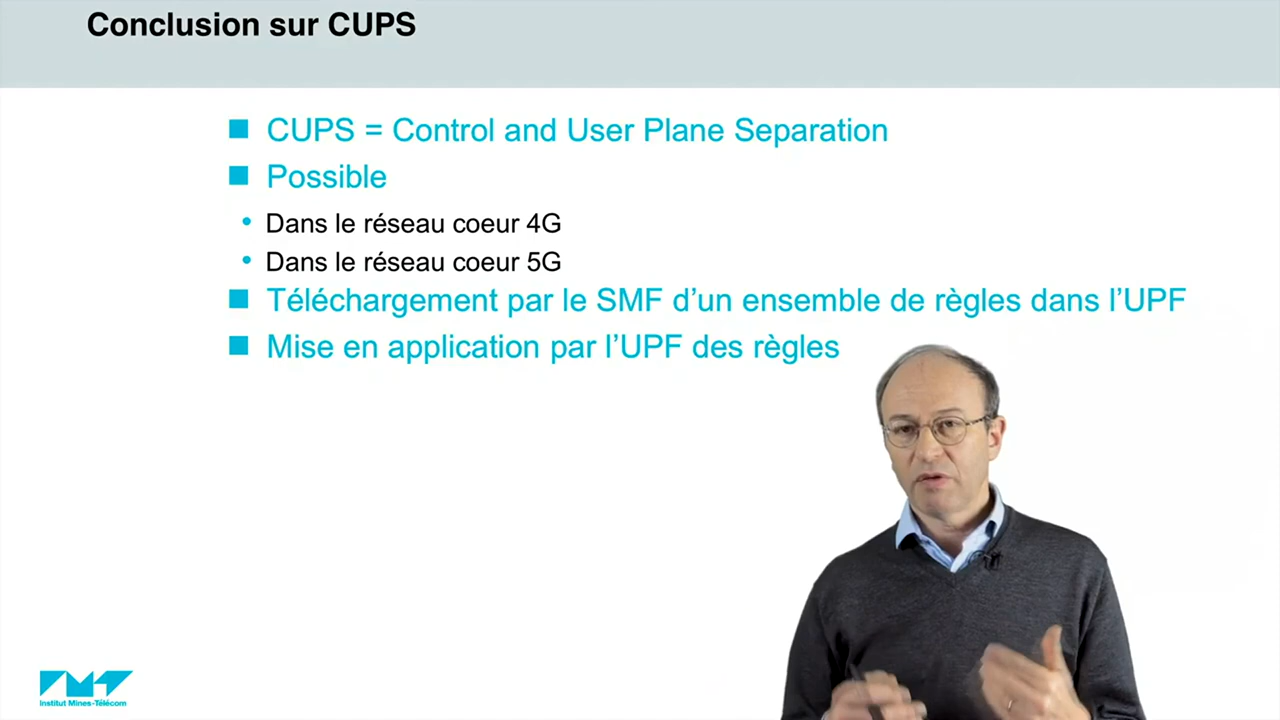 Conclusion sur CUPS
CUPS = Control and User Plane Separation
Possible
Dans le réseau coeur 4G
Dans le réseau coeur 5G
Téléchargement par le SMF d’un ensemble de règles dans l’UPF
Mise en application par l’UPF des règles
Institut Mines-Télécom